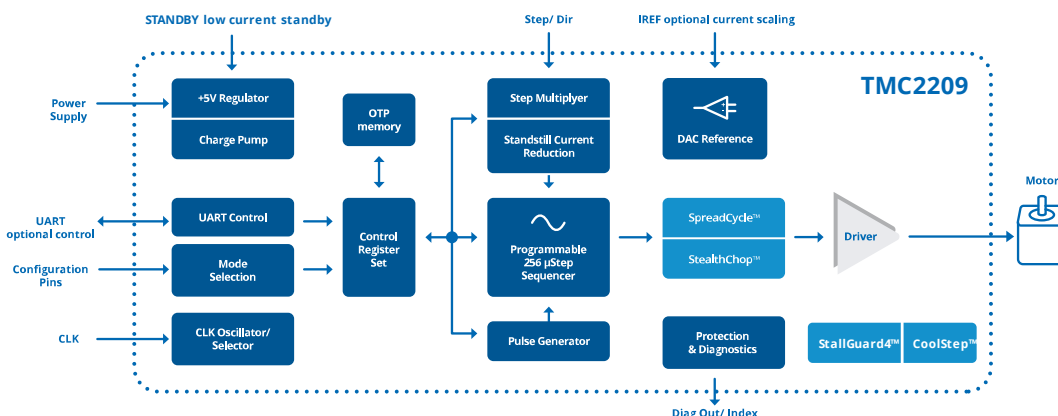 STANDBY low current standby
Step/ Dir
IREF optional current scaling
TMC2209
Power
Supply
+5V Regulator
Charge Pump
OTP
memory
Step Multiplyer
Standstill Current
Reduction
DAC Reference
Motor
UART
optional control
UART Control
Configuration
Pins
Mode
Selection
Control
Register
Set
Programmable
256 µStep
Sequencer
SpreadCycle™
StealthChop™
Driver
CLK
CLK Oscillator/
Selector
Pulse Generator
Protection
& Diagnostics
StallGuard4™
CoolStep™
Diag Out/ Index